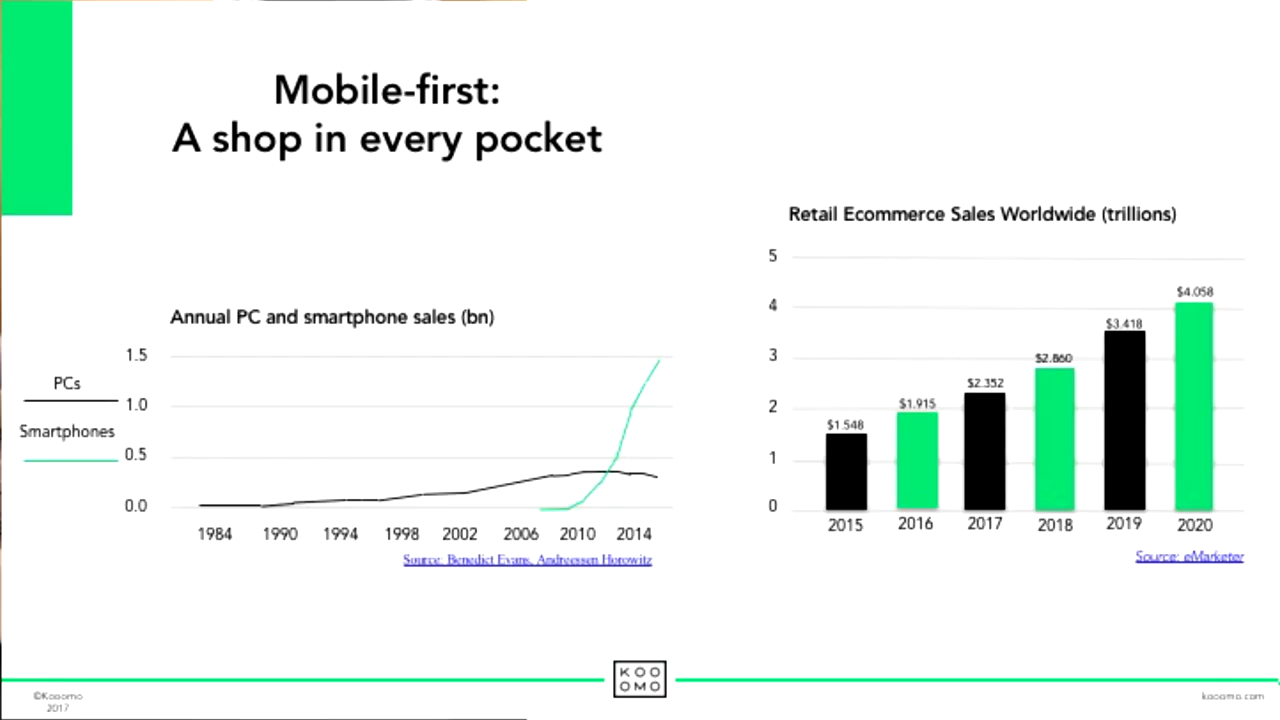 Mobile-first:
A shop in every pocket
Annual PC and smartphone sales (bn)
PCs
Smartphones
1.5
1.0
0.5
0.0
1984 1990 1994 1998 2002 2006 2010 2014
Source: Benedict Evans, Andreessen Horowitz
Retail Ecommerce Sales Worldwide (trillions)
5
4
3
2
1
0
$1.548
$1.915
$2.352
$2.860
$3.418
$4.058
2015 2016 2017 2018 2019 2020
Source: eMarketer
©Kooomo
2017
KOO
OMO
kooomo.com